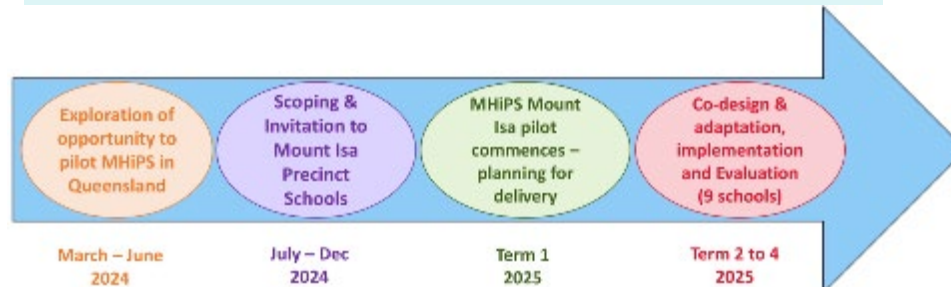 Exploration of
opportunity to
pilot MHiPS in
Queensland
Scoping &
Invitation to
Mount Isa
Precinct
Schools
MHiPS Mount
Isa pilot
commences –
planning for
delivery
Co-design &
adaptation,
implementation
and Evaluation
(9 schools)
March – June
2024
July – Dec
2024
Term 1
2025
Term 2 to 4
2025